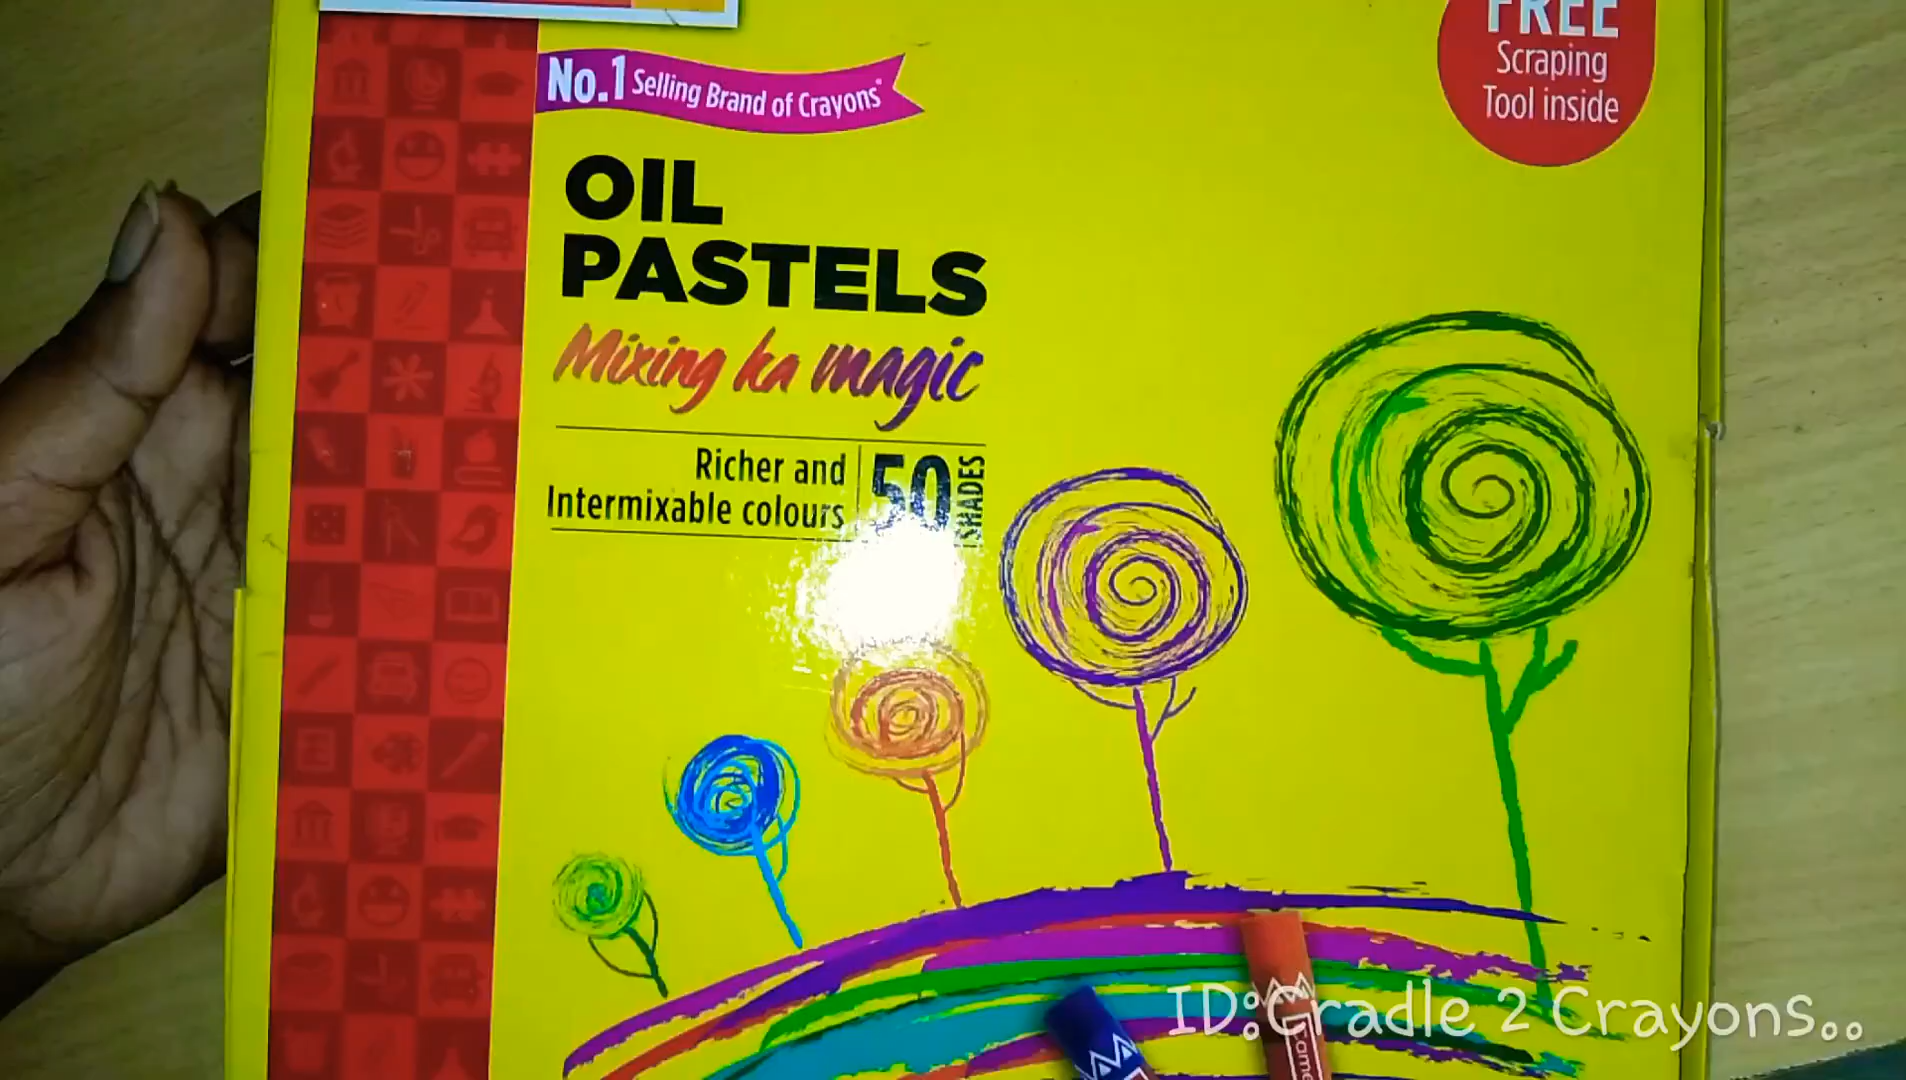 No.1 Selling Brand of Crayons*
FREE
Scraping
Tool inside
OIL
PASTELS
Mixing ka magic
Richer and
Intermixable colours
50 SHADES
ID:Cradle 2 Crayons..